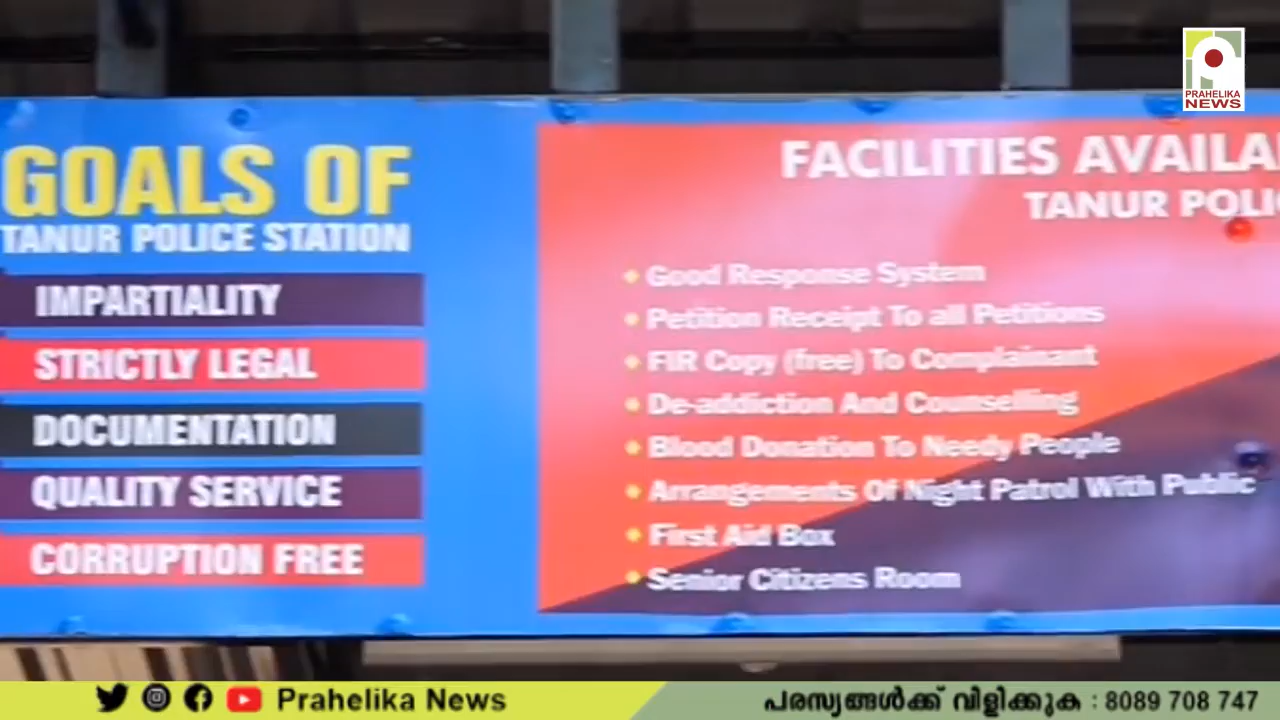 PRAHELIKA
NEWS
GOALS OF
TANUR POLICE STATION
IMPARTIALITY
STRICTLY LEGAL
DOCUMENTATION
QUALITY SERVICE
CORRUPTION FREE
FACILITIES
TANUR
• Good Response System
• Petition Receipt To all Petitions
• FIR Copy (free) To Complainant
• De-addiction And Counselling
• Blood Donation To Needy People
• Arrangements Of Night Patrol With Public
• First Aid Box
• Senior Citizens Room
Prahelika News
പരസ്യങ്ങൾക്ക് വിളിക്കുക : 8089 708 747